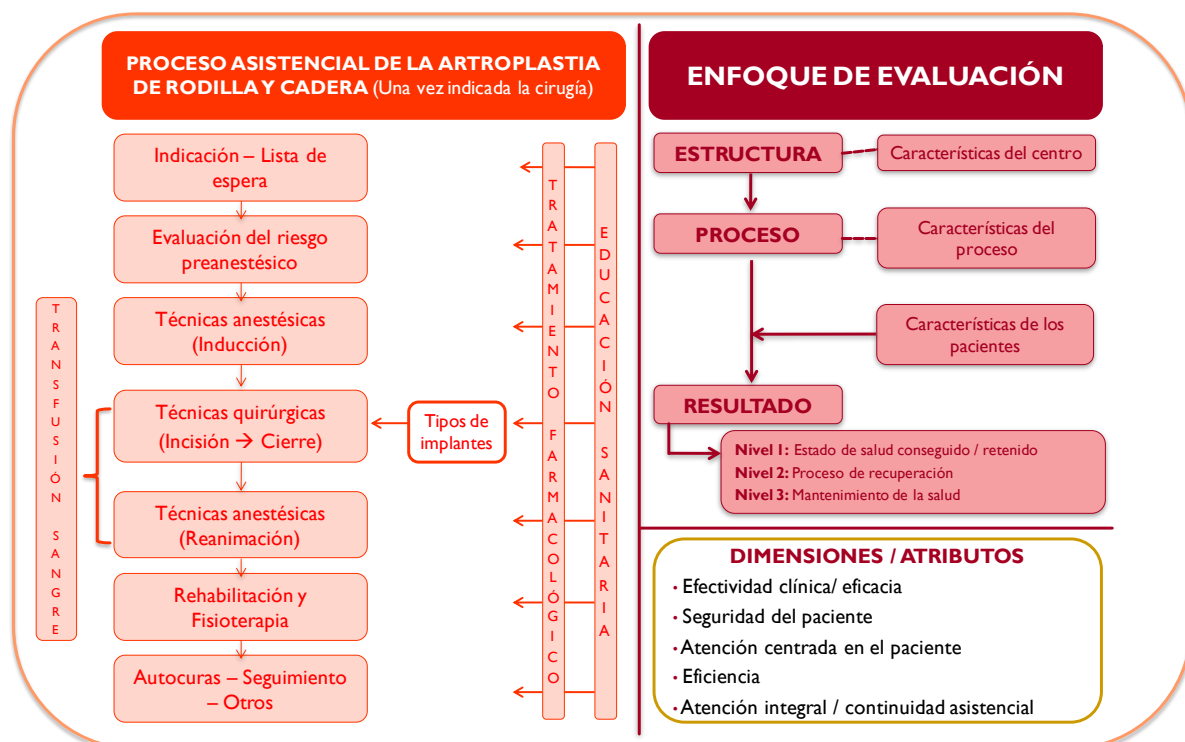 PROCESO ASISTENCIAL DE LA ARTROPLASTIA
DE RODILLA Y CADERA (Una vez indicada la cirugía)
Indicación – Lista de
espera
Evaluación del riesgo
preanestésico
Técnicas anestésicas
(Inducción)
Técnicas quirúrgicas
(Incisión → Cierre)
Técnicas anestésicas
(Reanimación)
Rehabilitación y
Fisioterapia
Autocuras – Seguimiento
– Otros
TRANSFUSIÓN SANGRE
Tipos de
implantes
TRATAMIENTO FARMACOLÓGICO
EDUCACIÓN SANITARIA
ENFOQUE DE EVALUACIÓN
ESTRUCTURA
Características del centro
PROCESO
Características del
proceso
Características de los
pacientes
RESULTADO
Nivel 1: Estado de salud conseguido / retenido
Nivel 2: Proceso de recuperación
Nivel 3: Mantenimiento de la salud
DIMENSIONES / ATRIBUTOS
• Efectividad clínica/ eficacia
• Seguridad del paciente
• Atención centrada en el paciente
• Eficiencia
• Atención integral / continuidad asistencial